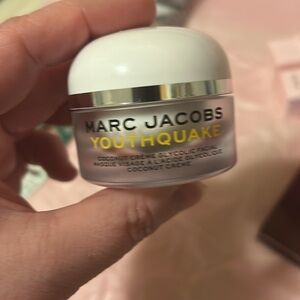 MARC JACOBS
YOUTHQUAKE
COCONUT CRÈME GLYCOLIC FACIAL
MASQUE VISAGE À L'ACIDE GLYCOLIQUE
COCONUT CRÈME